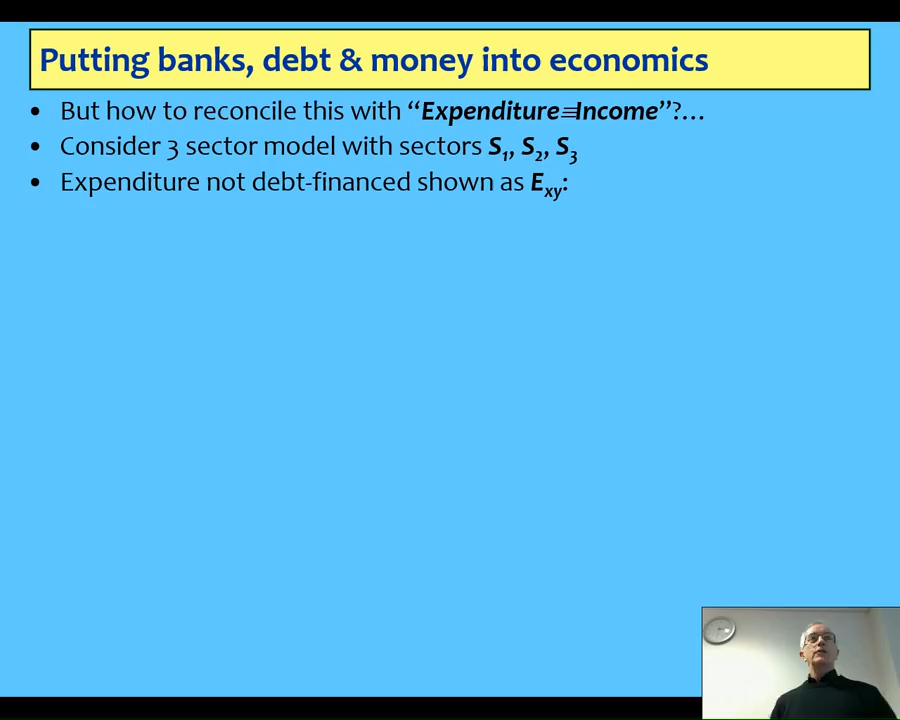 Putting banks, debt & money into economics
• But how to reconcile this with “Expenditure≡Income”?…
• Consider 3 sector model with sectors S₁, S₂, S₃
• Expenditure not debt-financed shown as Eₓᵧ: